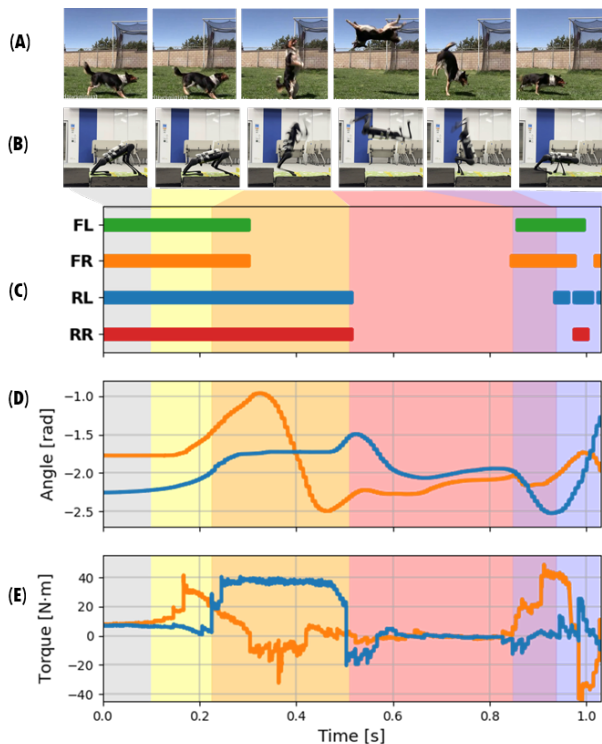 (A)
(B)
(C)
FL
FR
RL
RR
(D)
Angle [rad]
−1.0
−1.5
−2.0
−2.5
(E)
Torque [N·m]
40
20
0
−20
−40
0.0 0.2 0.4 0.6 0.8 1.0
Time [s]